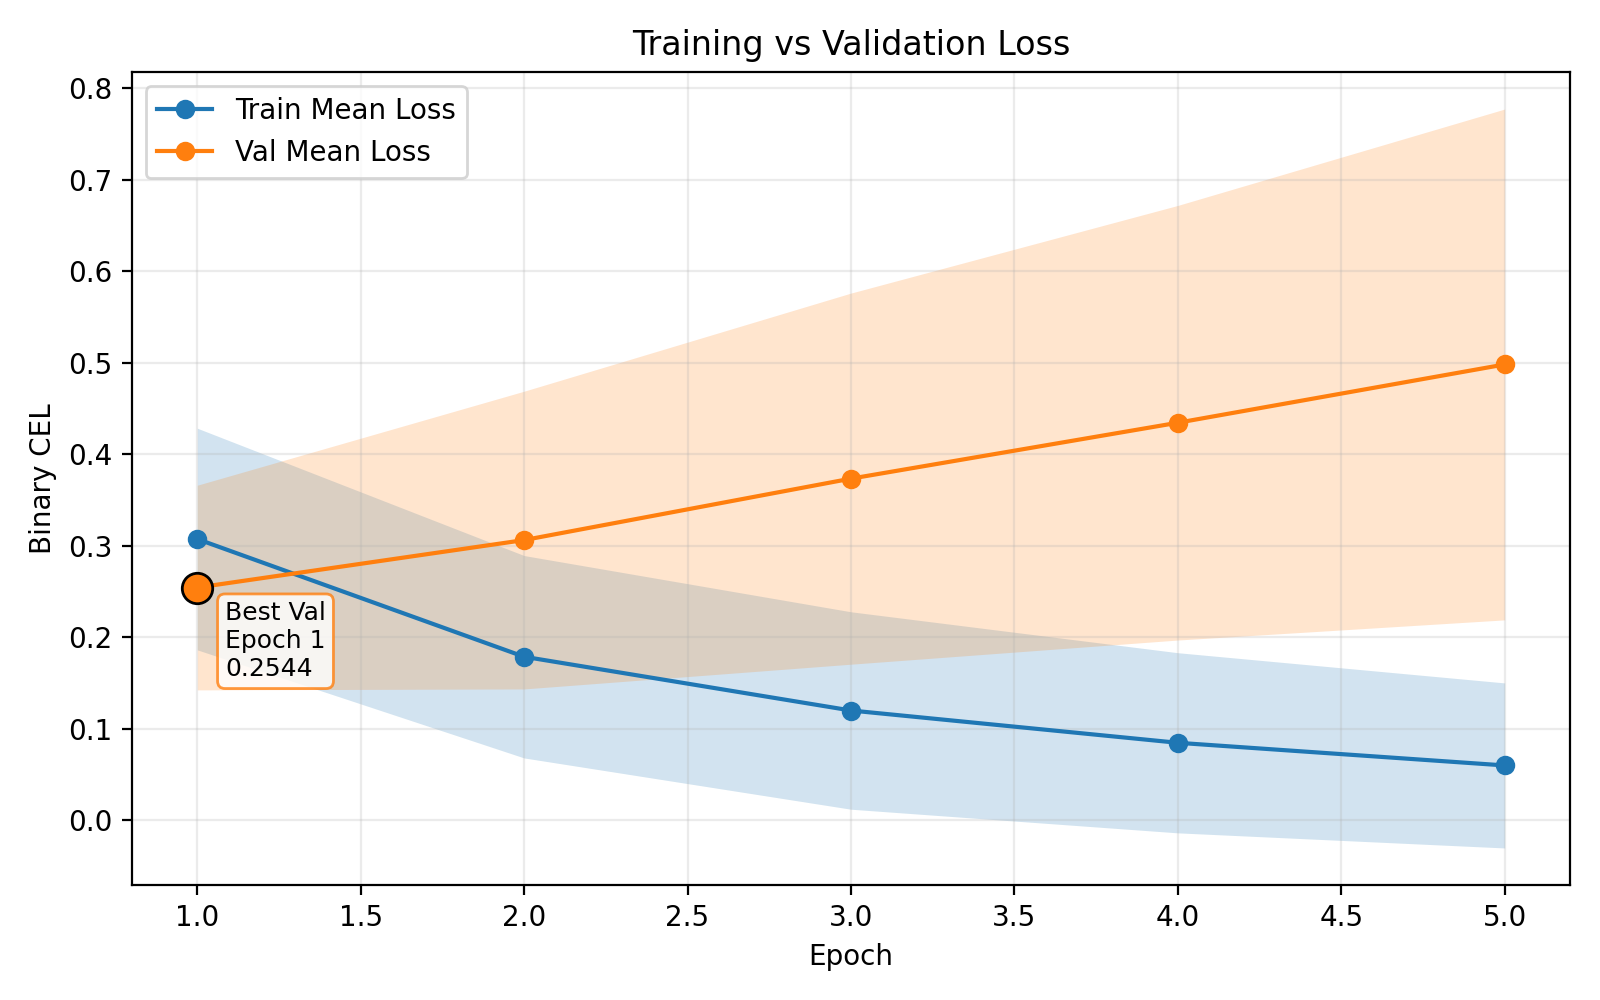 Training vs Validation Loss
Train Mean Loss
Val Mean Loss
0.8
0.7
0.6
0.5
0.4
0.3
0.2
0.1
0.0
Binary CEL
Best Val
Epoch 1
0.2544
1.0 1.5 2.0 2.5 3.0 3.5 4.0 4.5 5.0
Epoch